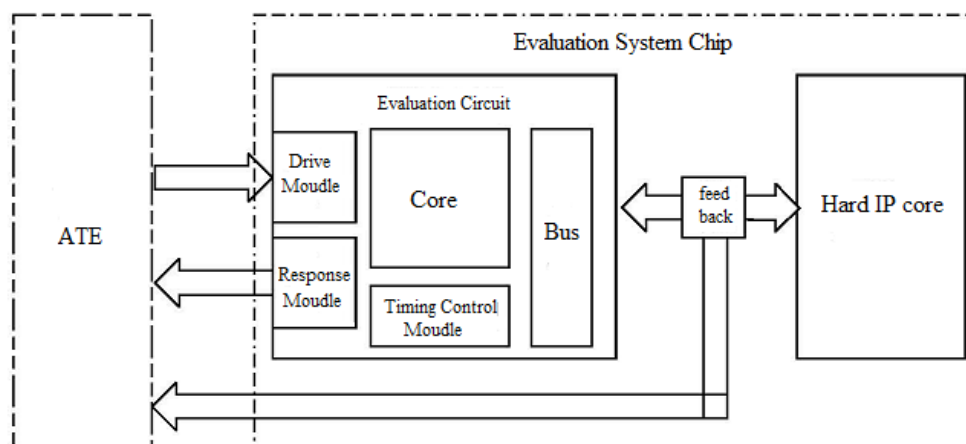 Evaluation System Chip
Evaluation Circuit
ATE
Drive
Moudle
Core
Bus
feed
back
Hard IP core
Response
Moudle
Timing Control
Moudle